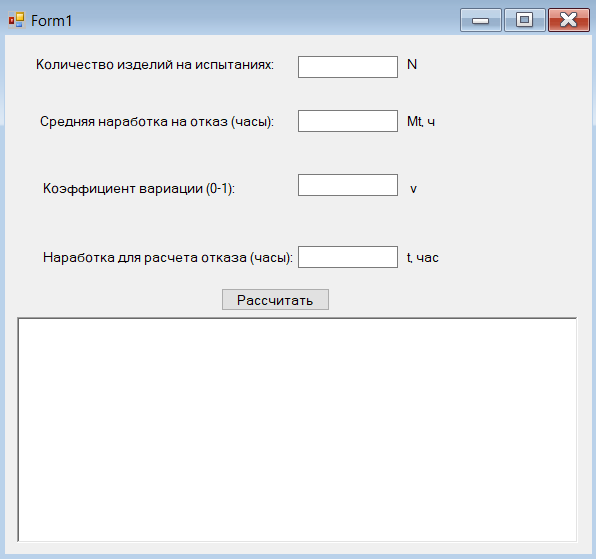 Form1
Количество изделий на испытаниях: N
Средняя наработка на отказ (часы): Mt, ч
Коэффициент вариации (0-1): v
Наработка для расчета отказа (часы): t, час
Рассчитать